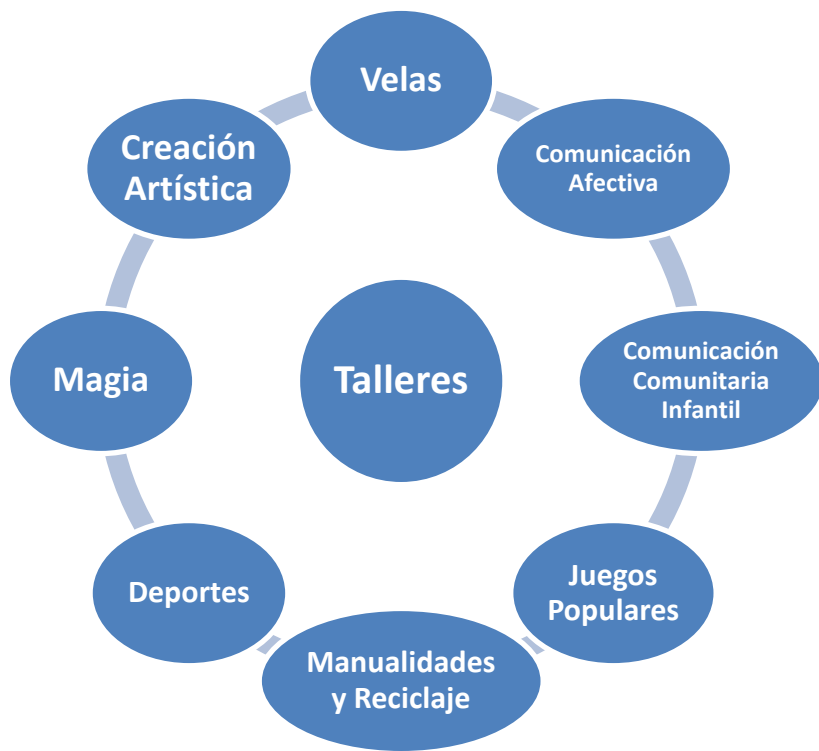 Velas
Comunicación
Afectiva
Comunicación
Comunitaria
Infantil
Juegos
Populares
Manualidades
y Reciclaje
Deportes
Magia
Creación
Artística
Talleres